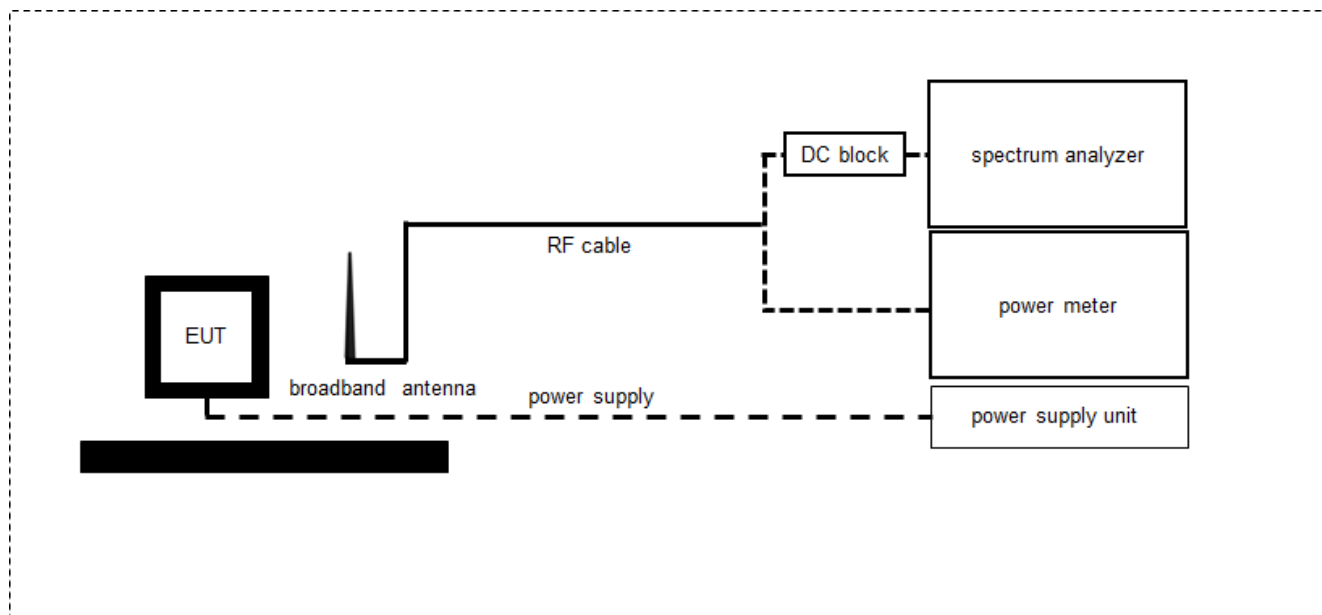 DC block
spectrum analyzer
RF cable
power meter
EUT
broadband antenna
power supply
power supply unit